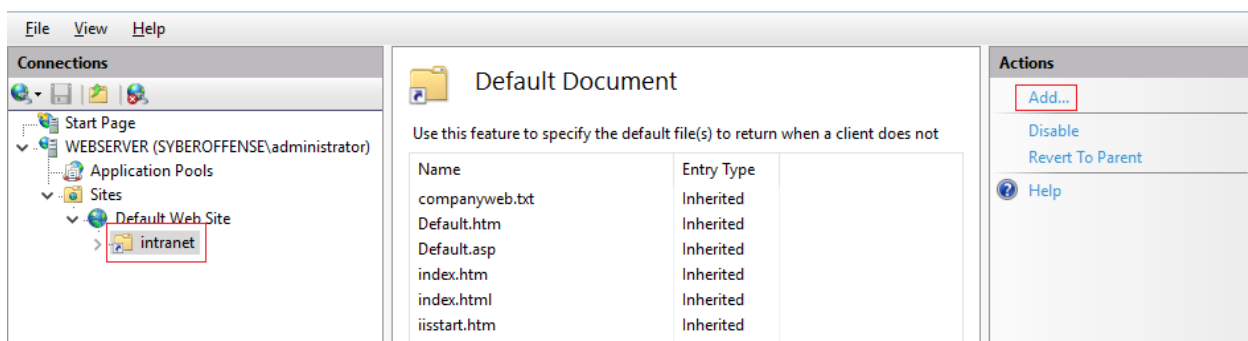 File View Help
Connections
Start Page
WEBSERVER (SYBEROFFENSE\administrator)
Application Pools
Sites
Default Web Site
intranet
Default Document
Use this feature to specify the default file(s) to return when a client does not
Name Entry Type
companyweb.txt Inherited
Default.htm Inherited
Default.asp Inherited
index.htm Inherited
index.html Inherited
iisstart.htm Inherited
Actions
Add...
Disable
Revert To Parent
Help